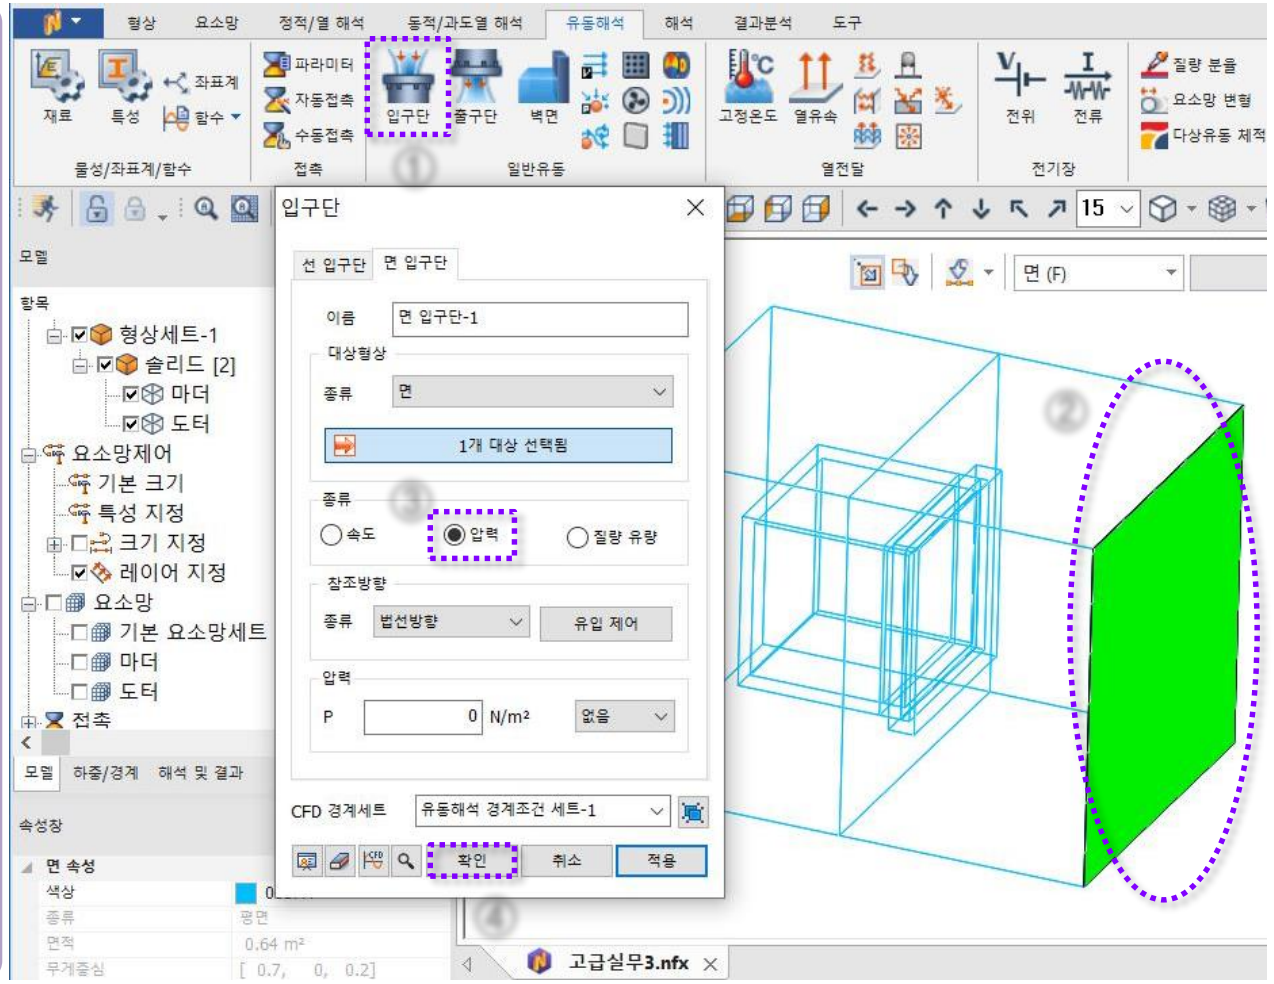 형상 요소망 정적/열 해석 동적/과도열 해석 유동해석 해석 결과분석 도구
재료 특성 좌표계 함수
파라미터
자동접촉
수동접촉
입구단 출구단 벽면
고정온도 열유속
전위 전류
질량 분율
요소망 변형
다상유동 체적
물성/좌표계/함수 접촉 일반유동 열전달 전기장
①
15
모델
항목
형상세트-1
솔리드 [2]
마더
도터
요소망제어
기본 크기
특성 지정
크기 지정
레이어 지정
요소망
기본 요소망세트
마더
도터
접촉
모델 하중/경계 해석 및 결과
속성창
면 속성
색상
종류 평면
면적 0.64 m²
무게중심 [ 0.7, 0, 0.2]
입구단
선 입구단 면 입구단
이름 면 입구단-1
대상형상
종류 면
1개 대상 선택됨
③
종류
속도 압력 질량 유량
참조방향
종류 법선방향 유입 제어
압력
P 0 N/m² 없음
CFD 경계세트 유동해석 경계조건 세트-1
확인 취소 적용
④
면 (F)
②
고급실무3.nfx